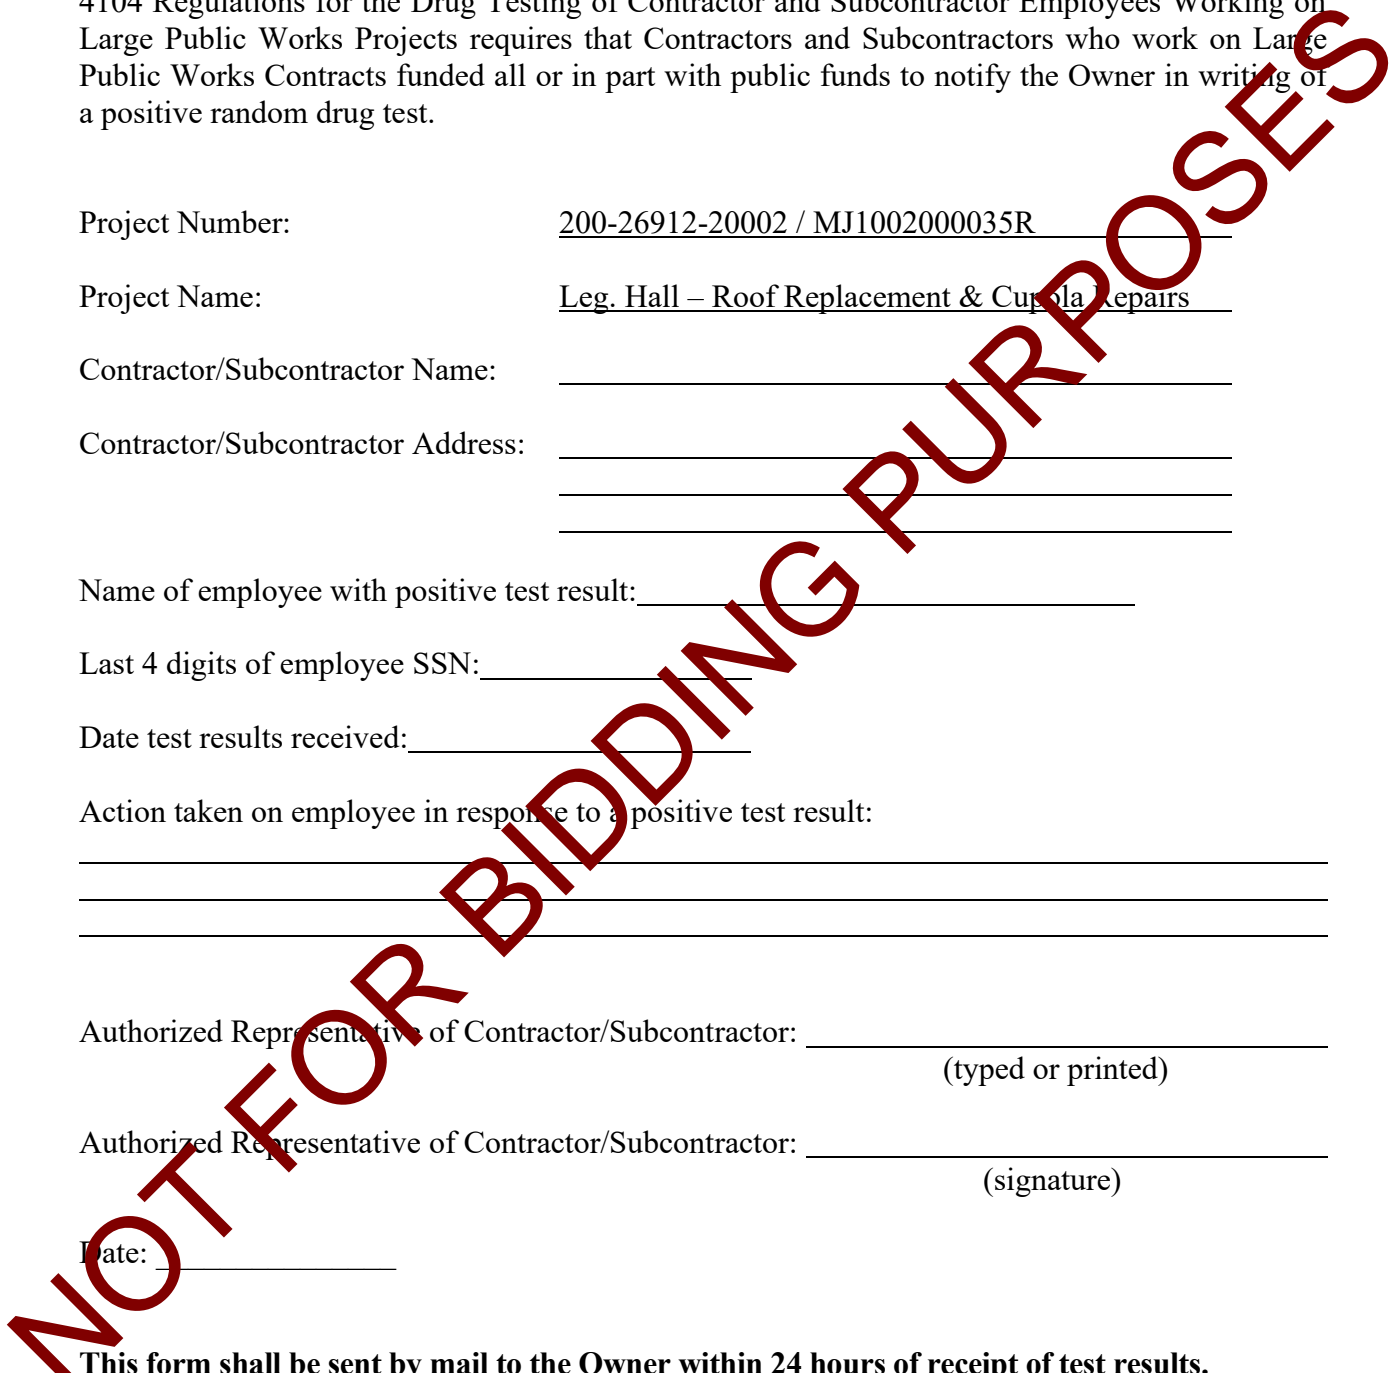 4104 Regulations for the Drug Testing of Contractor and Subcontractor Employees Working on
Large Public Works Projects requires that Contractors and Subcontractors who work on Large
Public Works Contracts funded all or in part with public funds to notify the Owner in writing of
a positive random drug test.
Project Number: 200-26912-20002 / MJ1002000035R
Project Name: Leg. Hall – Roof Replacement & Cupola Repairs
Contractor/Subcontractor Name:
Contractor/Subcontractor Address:
Name of employee with positive test result:
Last 4 digits of employee SSN:
Date test results received:
Action taken on employee in response to a positive test result:
Authorized Representative of Contractor/Subcontractor:
(typed or printed)
Authorized Representative of Contractor/Subcontractor:
(signature)
Date:
This form shall be sent by mail to the Owner within 24 hours of receipt of test results.
NOT FOR BIDDING PURPOSES